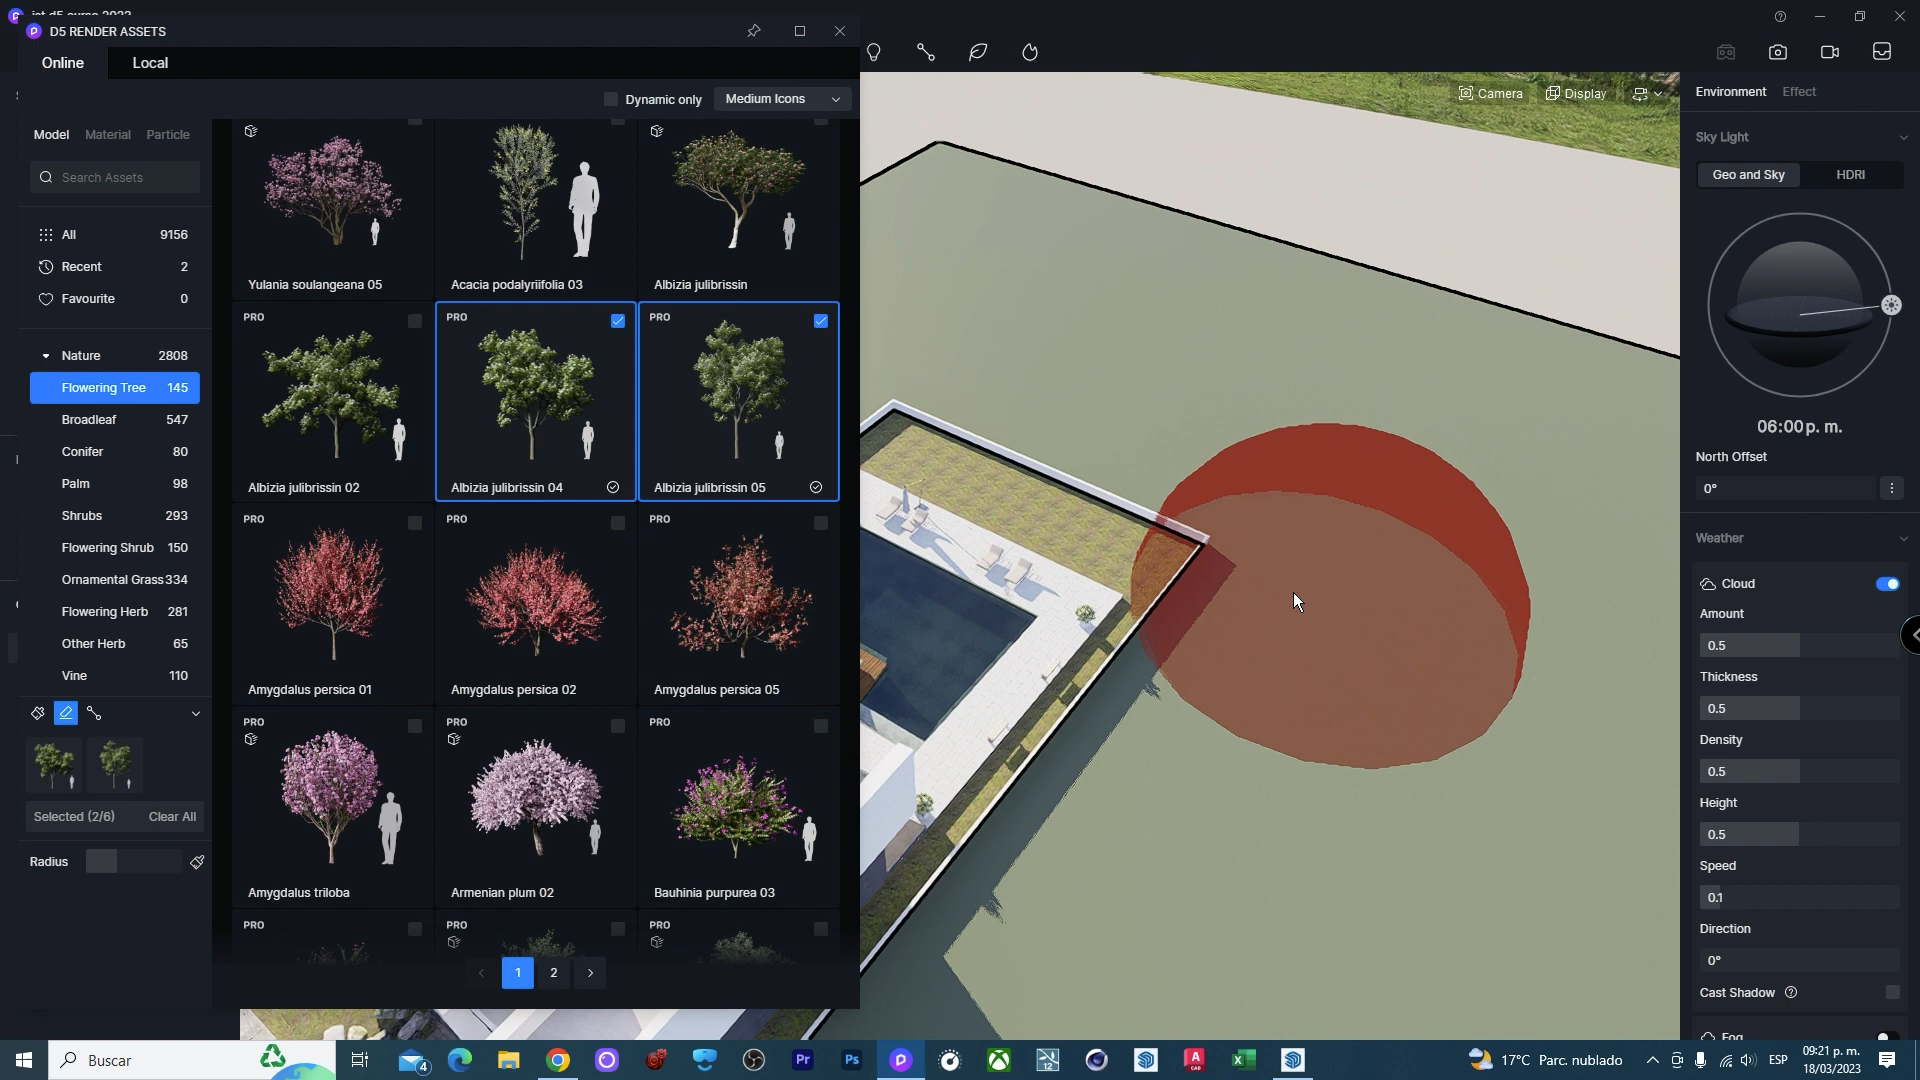 D5 RENDER ASSETS
Online
Local
Dynamic only
Medium Icons
Model
Material
Particle
Search Assets
All 9156
Recent 2
Favourite 0
Nature 2808
Flowering Tree 145
Broadleaf 547
Conifer 80
Palm 98
Shrubs 293
Flowering Shrub 150
Ornamental Grass 334
Flowering Herb 281
Other Herb 65
Vine 110
Selected (2/6)
Clear All
Radius
Yulania soulangeana 05
Acacia podalyriifolia 03
Albizia julibrissin
PRO
PRO
PRO
Albizia julibrissin 02
Albizia julibrissin 04
Albizia julibrissin 05
PRO
PRO
PRO
Amygdalus persica 01
Amygdalus persica 02
Amygdalus persica 05
PRO
PRO
PRO
Amygdalus triloba
Armenian plum 02
Bauhinia purpurea 03
PRO
PRO
PRO
1
2
Camera
Display
Environment
Effect
Sky Light
Geo and Sky
HDRI
06:00 p. m.
North Offset
0°
Weather
Cloud
Amount
0.5
Thickness
0.5
Density
0.5
Height
0.5
Speed
0.1
Direction
0°
Cast Shadow
Fog
Buscar
4
Pr
Ps
12
CAD
17°C Parc. nublado
ESP
09:21 p. m.
18/03/2023